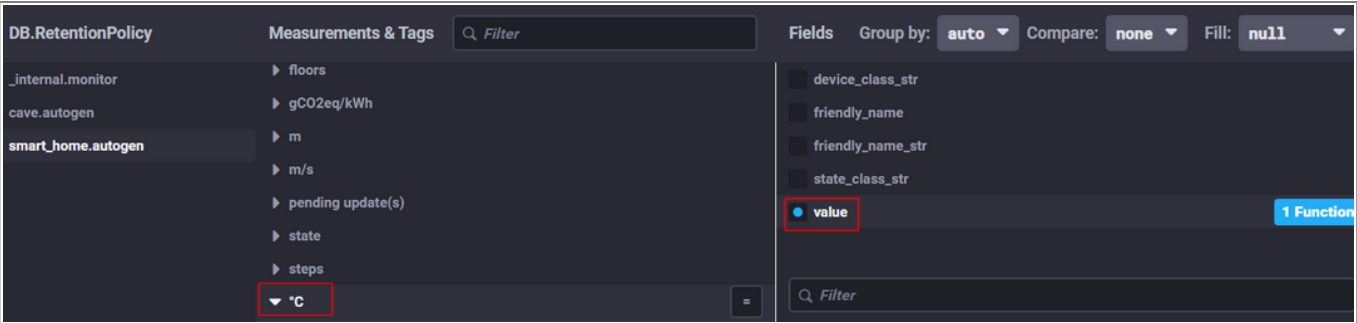 DB.RetentionPolicy
_internal.monitor
cave.autogen
smart_home.autogen
Measurements & Tags Filter
floors
gCO2eq/kWh
m
m/s
pending update(s)
state
steps
°C =
Fields Group by: auto Compare: none Fill: null
device_class_str
friendly_name
friendly_name_str
state_class_str
value 1 Function
Filter